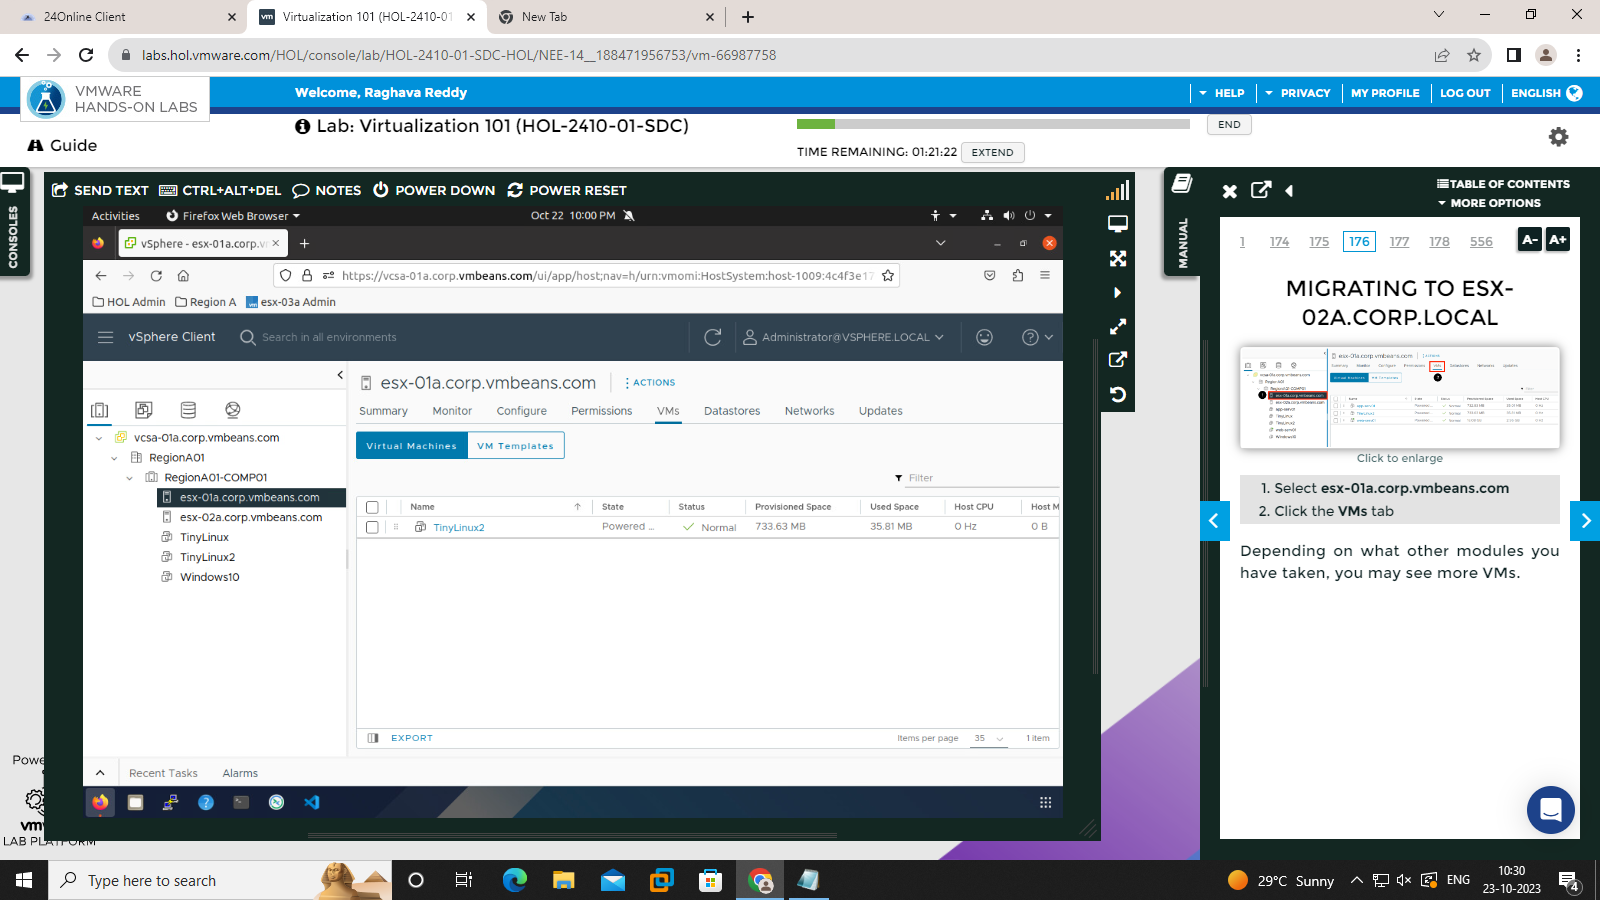 24Online Client
Virtualization 101 (HOL-2410-01
New Tab
labs.hol.vmware.com/HOL/console/lab/HOL-2410-01-SDC-HOL/NEE-14__188471956753/vm-66987758
VMWARE
HANDS-ON LABS
Welcome, Raghava Reddy
HELP
PRIVACY
MY PROFILE
LOG OUT
ENGLISH
Lab: Virtualization 101 (HOL-2410-01-SDC)
END
Guide
TIME REMAINING: 01:21:22
EXTEND
CONSOLES
SEND TEXT
CTRL+ALT+DEL
NOTES
POWER DOWN
POWER RESET
Activities
Firefox Web Browser
Oct 22 10:00 PM
vSphere - esx-01a.corp.v
https://vcsa-01a.corp.vmbeans.com/ui/app/host;nav=h/urn:vmomi:HostSystem:host-1009:4c4f3e17
HOL Admin
Region A
esx-03a Admin
vSphere Client
Search in all environments
Administrator@VSPHERE.LOCAL
esx-01a.corp.vmbeans.com
ACTIONS
Summary
Monitor
Configure
Permissions
VMs
Datastores
Networks
Updates
vcsa-01a.corp.vmbeans.com
RegionA01
RegionA01-COMP01
esx-01a.corp.vmbeans.com
esx-02a.corp.vmbeans.com
TinyLinux
TinyLinux2
Windows10
Virtual Machines
VM Templates
Filter
Name
State
Status
Provisioned Space
Used Space
Host CPU
Host M
TinyLinux2
Powered ...
Normal
733.63 MB
35.81 MB
0 Hz
0 B
EXPORT
Items per page
35
1 item
Recent Tasks
Alarms
MANUAL
TABLE OF CONTENTS
MORE OPTIONS
1
174
175
176
177
178
556
A-
A+
MIGRATING TO ESX-
02A.CORP.LOCAL
Click to enlarge
1. Select esx-01a.corp.vmbeans.com
2. Click the VMs tab
Depending on what other modules you
have taken, you may see more VMs.
Powe
vmv
LAB PLATFORM
Type here to search
29°C Sunny
ENG
10:30
23-10-2023
4